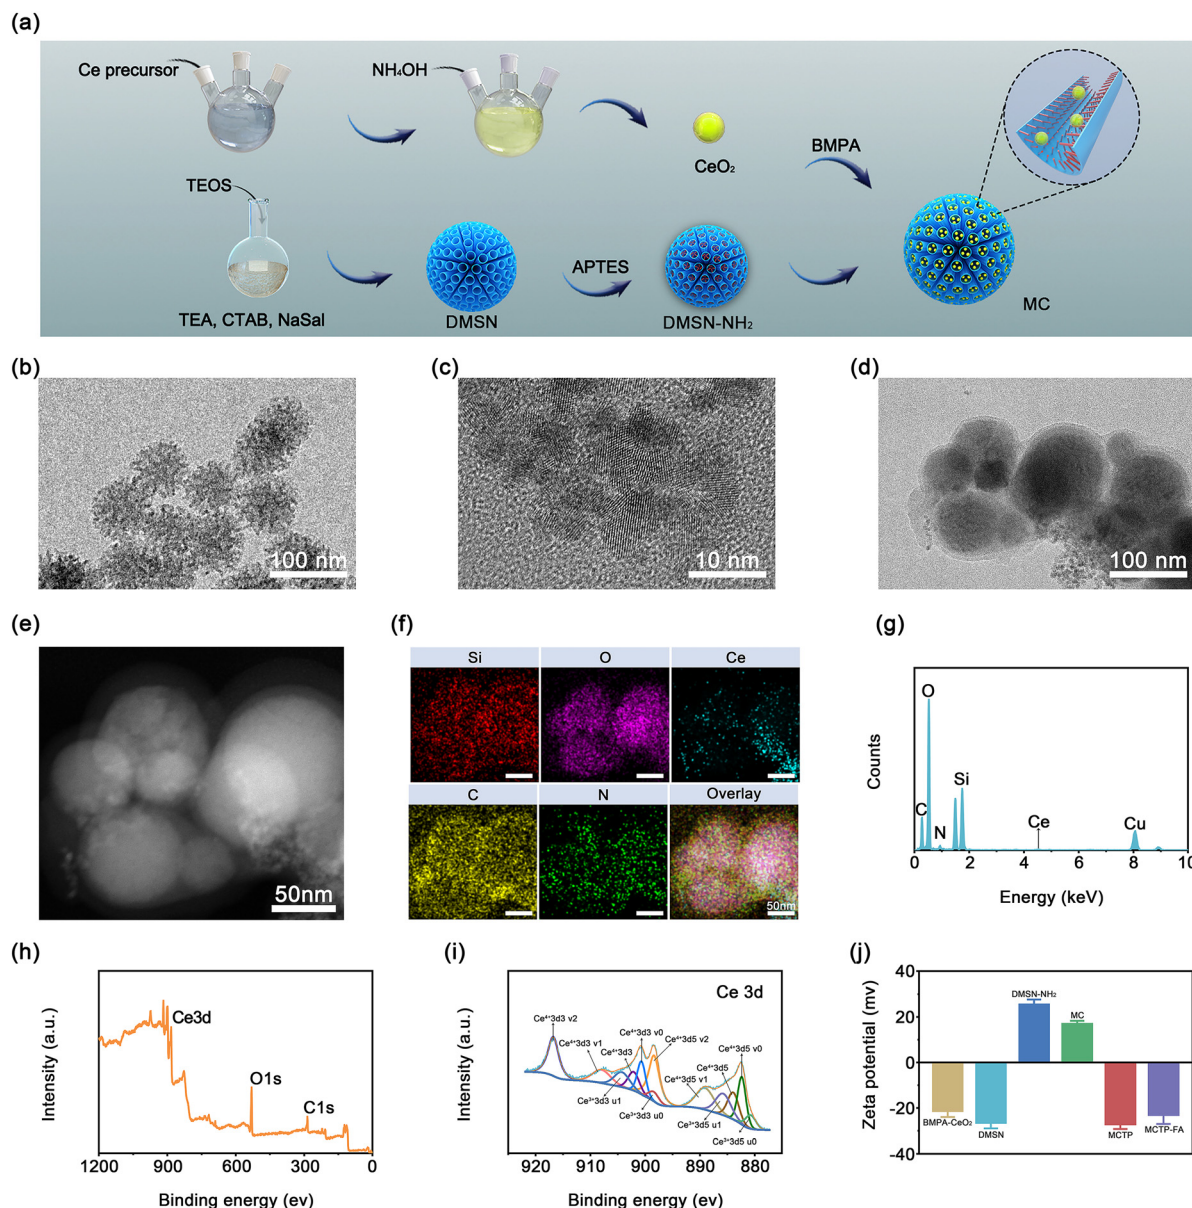 (a)
Ce precursor
NH₄OH
CeO₂
BMPA
TEOS
TEA, CTAB, NaSal
DMSN
APTES
DMSN-NH₂
MC
(b)
100 nm
(c)
10 nm
(d)
100 nm
(e)
50nm
(f)
Si
O
Ce
C
N
Overlay
50nm
(g)
Counts
O
C
N
Si
Ce
Cu
0 2 4 6 8 10
Energy (keV)
(h)
Intensity (a.u.)
Ce3d
O1s
C1s
1200 900 600 300 0
Binding energy (ev)
(i)
Intensity (a.u.)
Ce 3d
Ce⁴⁺3d3 v2
Ce⁴⁺3d3 v1
Ce⁴⁺3d3
Ce⁴⁺3d3 v0
Ce⁴⁺3d5 v2
Ce³⁺3d3 u1
Ce³⁺3d3 u0
Ce⁴⁺3d5 v1
Ce⁴⁺3d5
Ce⁴⁺3d5 v0
Ce³⁺3d5 u1
Ce³⁺3d5 u0
920 910 900 890 880
Binding energy (ev)
(j)
Zeta potential (mv)
40
20
0
-20
-40
BMPA-CeO₂
DMSN
DMSN-NH₂
MC
MCTP
MCTP-FA